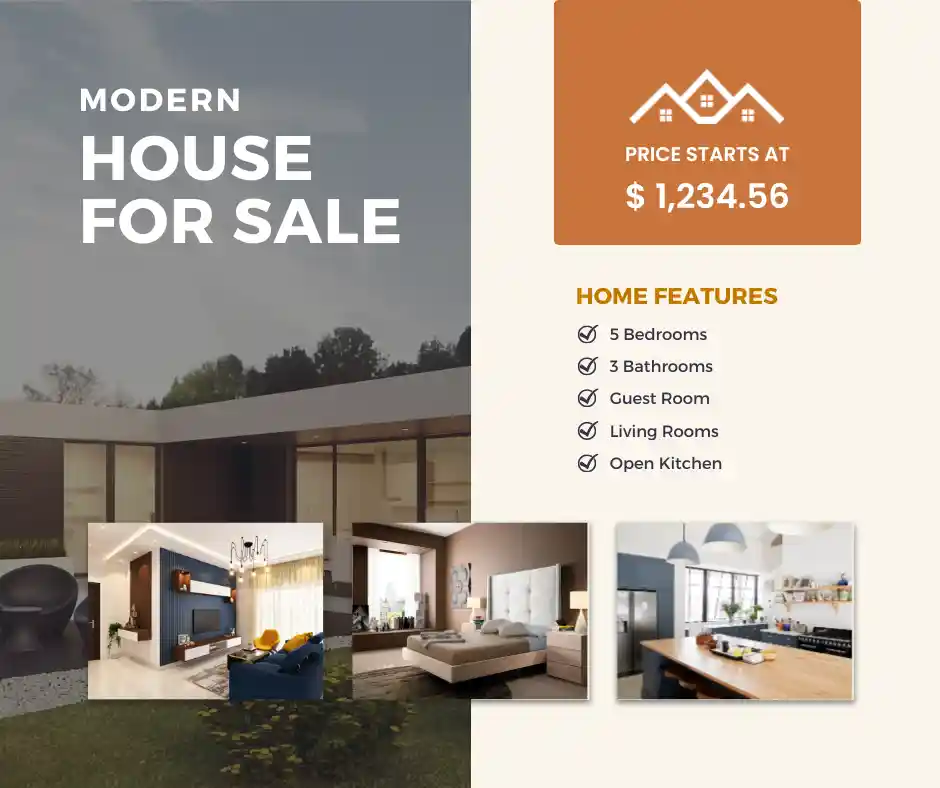 MODERN
HOUSE
FOR SALE
PRICE STARTS AT
$ 1,234.56
HOME FEATURES
5 Bedrooms
3 Bathrooms
Guest Room
Living Rooms
Open Kitchen